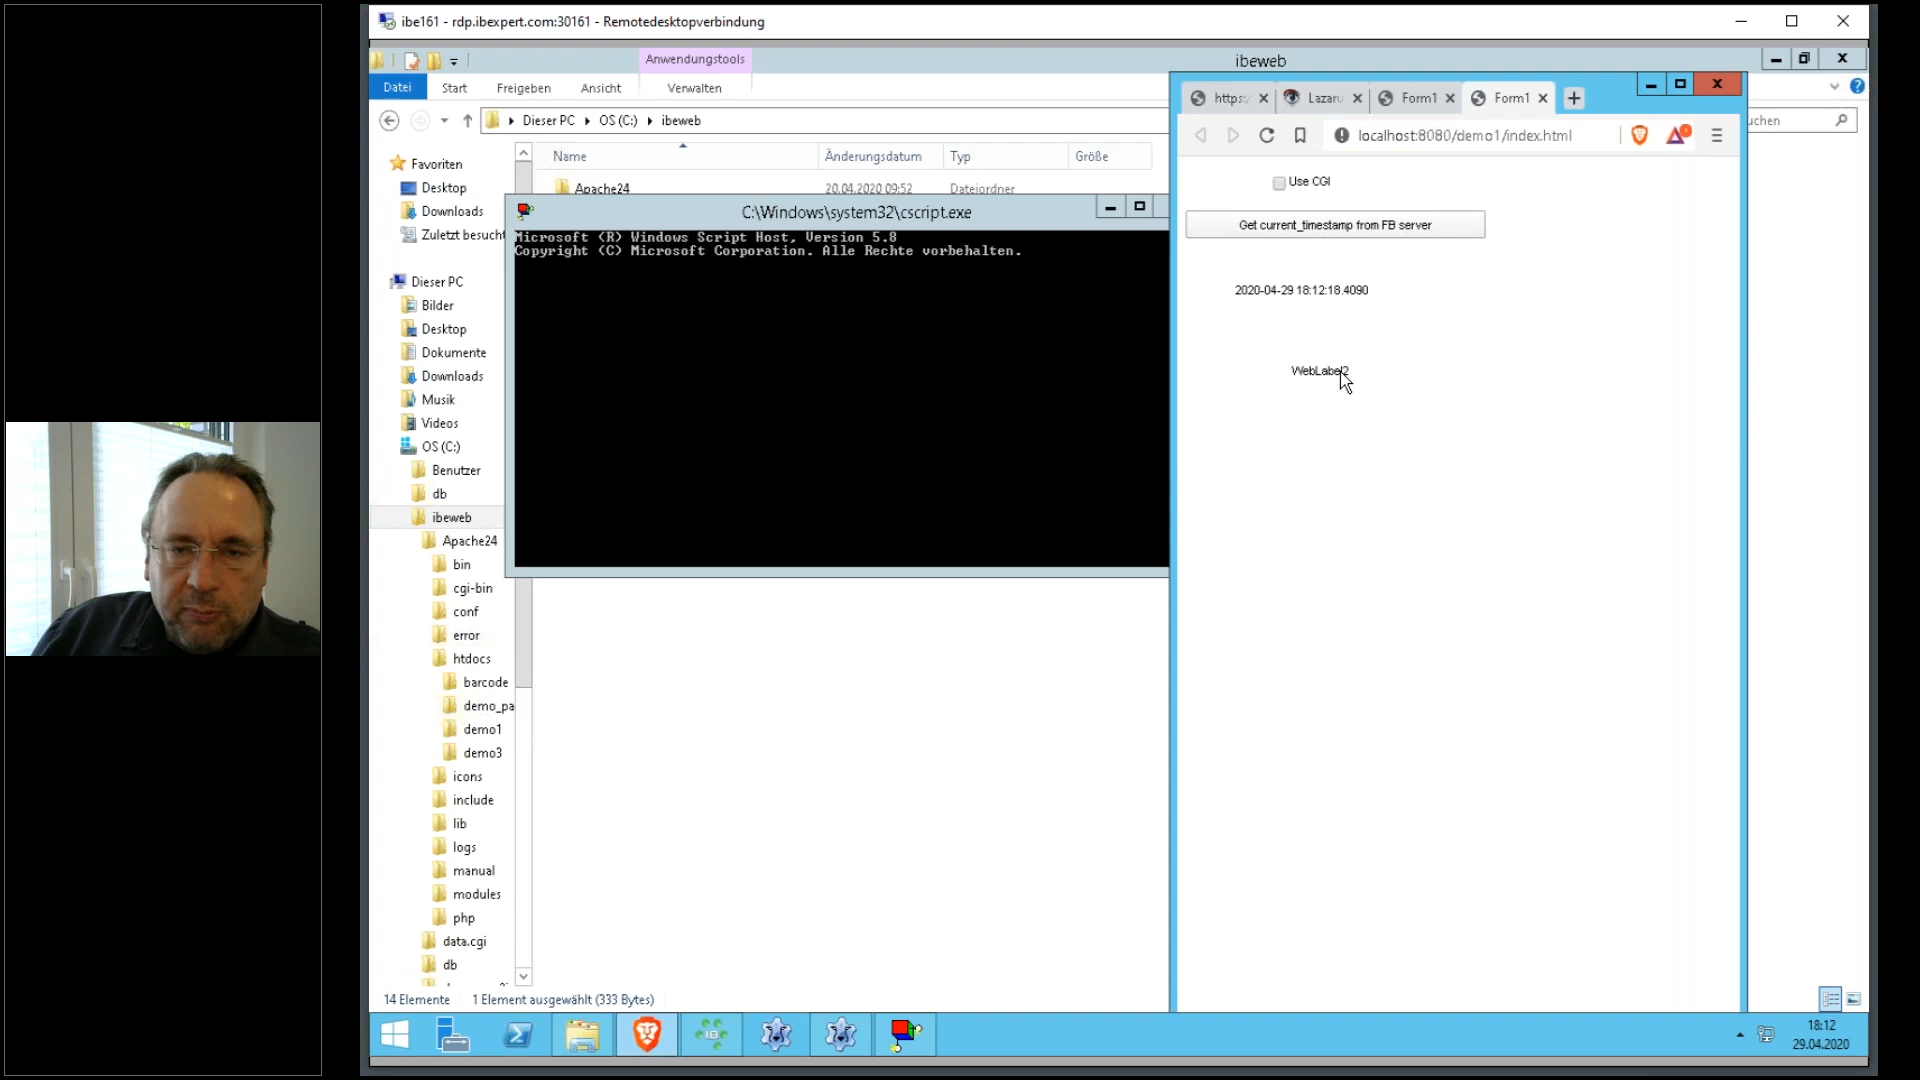 ibe161 - rdp.ibexpert.com:30161 - Remotedesktopverbindung
Anwendungstools
ibeweb
Datei Start Freigeben Ansicht Verwalten
Dieser PC OS (C:) ibeweb
uchen
Name Änderungsdatum Typ Größe
Apache24 20.04.2020 09:52 Dateiordner
Favoriten
Desktop
Downloads
Zuletzt besucht
Dieser PC
Bilder
Desktop
Dokumente
Downloads
Musik
Videos
OS (C:)
Benutzer
db
ibeweb
Apache24
bin
cgi-bin
conf
error
htdocs
barcode
demo_pa
demo1
demo3
icons
include
lib
logs
manual
modules
php
data.cgi
db
14 Elemente 1 Element ausgewählt (333 Bytes)
C:\Windows\system32\cscript.exe
Microsoft (R) Windows Script Host, Version 5.8
Copyright (C) Microsoft Corporation. Alle Rechte vorbehalten.
https:/ Lazaru Form1 Form1
localhost:8080/demo1/index.html
Use CGI
Get current_timestamp from FB server
2020-04-29 18:12:18.4090
WebLabel2
18:12
29.04.2020